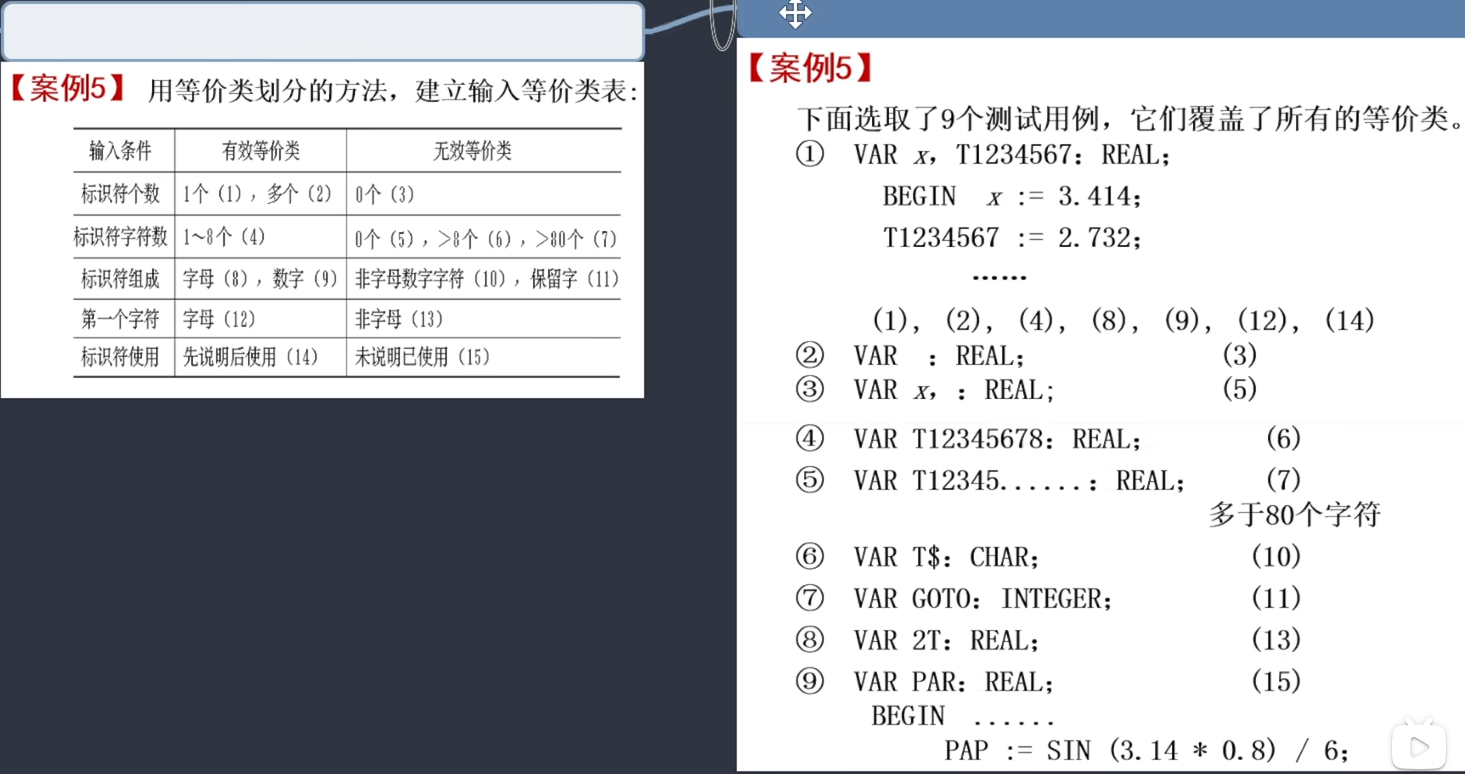 【案例5】 用等价类划分的方法，建立输入等价类表:
输入条件 有效等价类 无效等价类
标识符个数 1个（1），多个（2） 0个（3）
标识符字符数 1～8个（4） 0个（5），>8个（6），>80个（7）
标识符组成 字母（8），数字（9） 非字母数字字符（10），保留字（11）
第一个字符 字母（12） 非字母（13）
标识符使用 先说明后使用（14） 未说明已使用（15）
【案例5】
下面选取了9个测试用例，它们覆盖了所有的等价类。
① VAR x，T1234567：REAL；
BEGIN x := 3.414；
T1234567 := 2.732；
……
(1)，(2)，(4)，(8)，(9)，(12)，(14)
② VAR ：REAL； (3)
③ VAR x，：REAL; (5)
④ VAR T12345678：REAL； (6)
⑤ VAR T12345......：REAL； (7)
多于80个字符
⑥ VAR T$：CHAR； (10)
⑦ VAR GOTO：INTEGER； (11)
⑧ VAR 2T：REAL； (13)
⑨ VAR PAR：REAL； (15)
BEGIN ......
PAP := SIN (3.14 * 0.8) / 6；